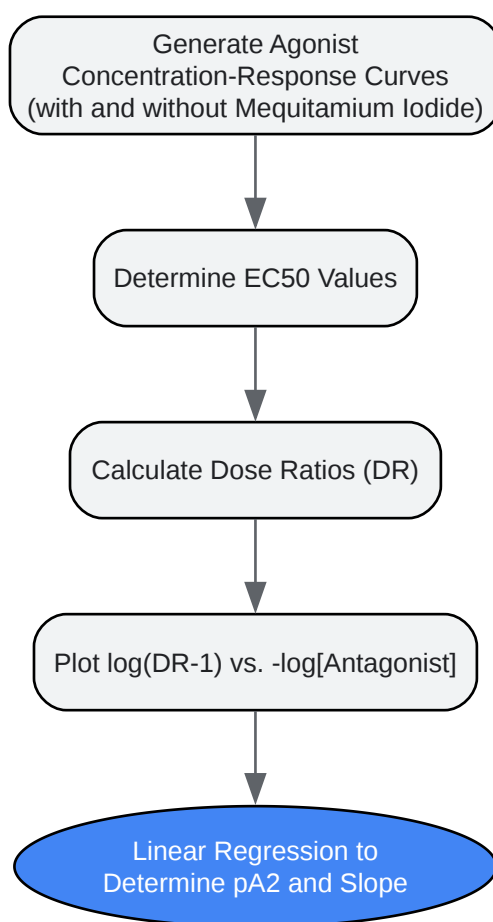 Generate Agonist
Concentration-Response Curves
(with and without Mequitamium Iodide)
Determine EC50 Values
Calculate Dose Ratios (DR)
Plot log(DR-1) vs. -log[Antagonist]
Linear Regression to
Determine pA2 and Slope